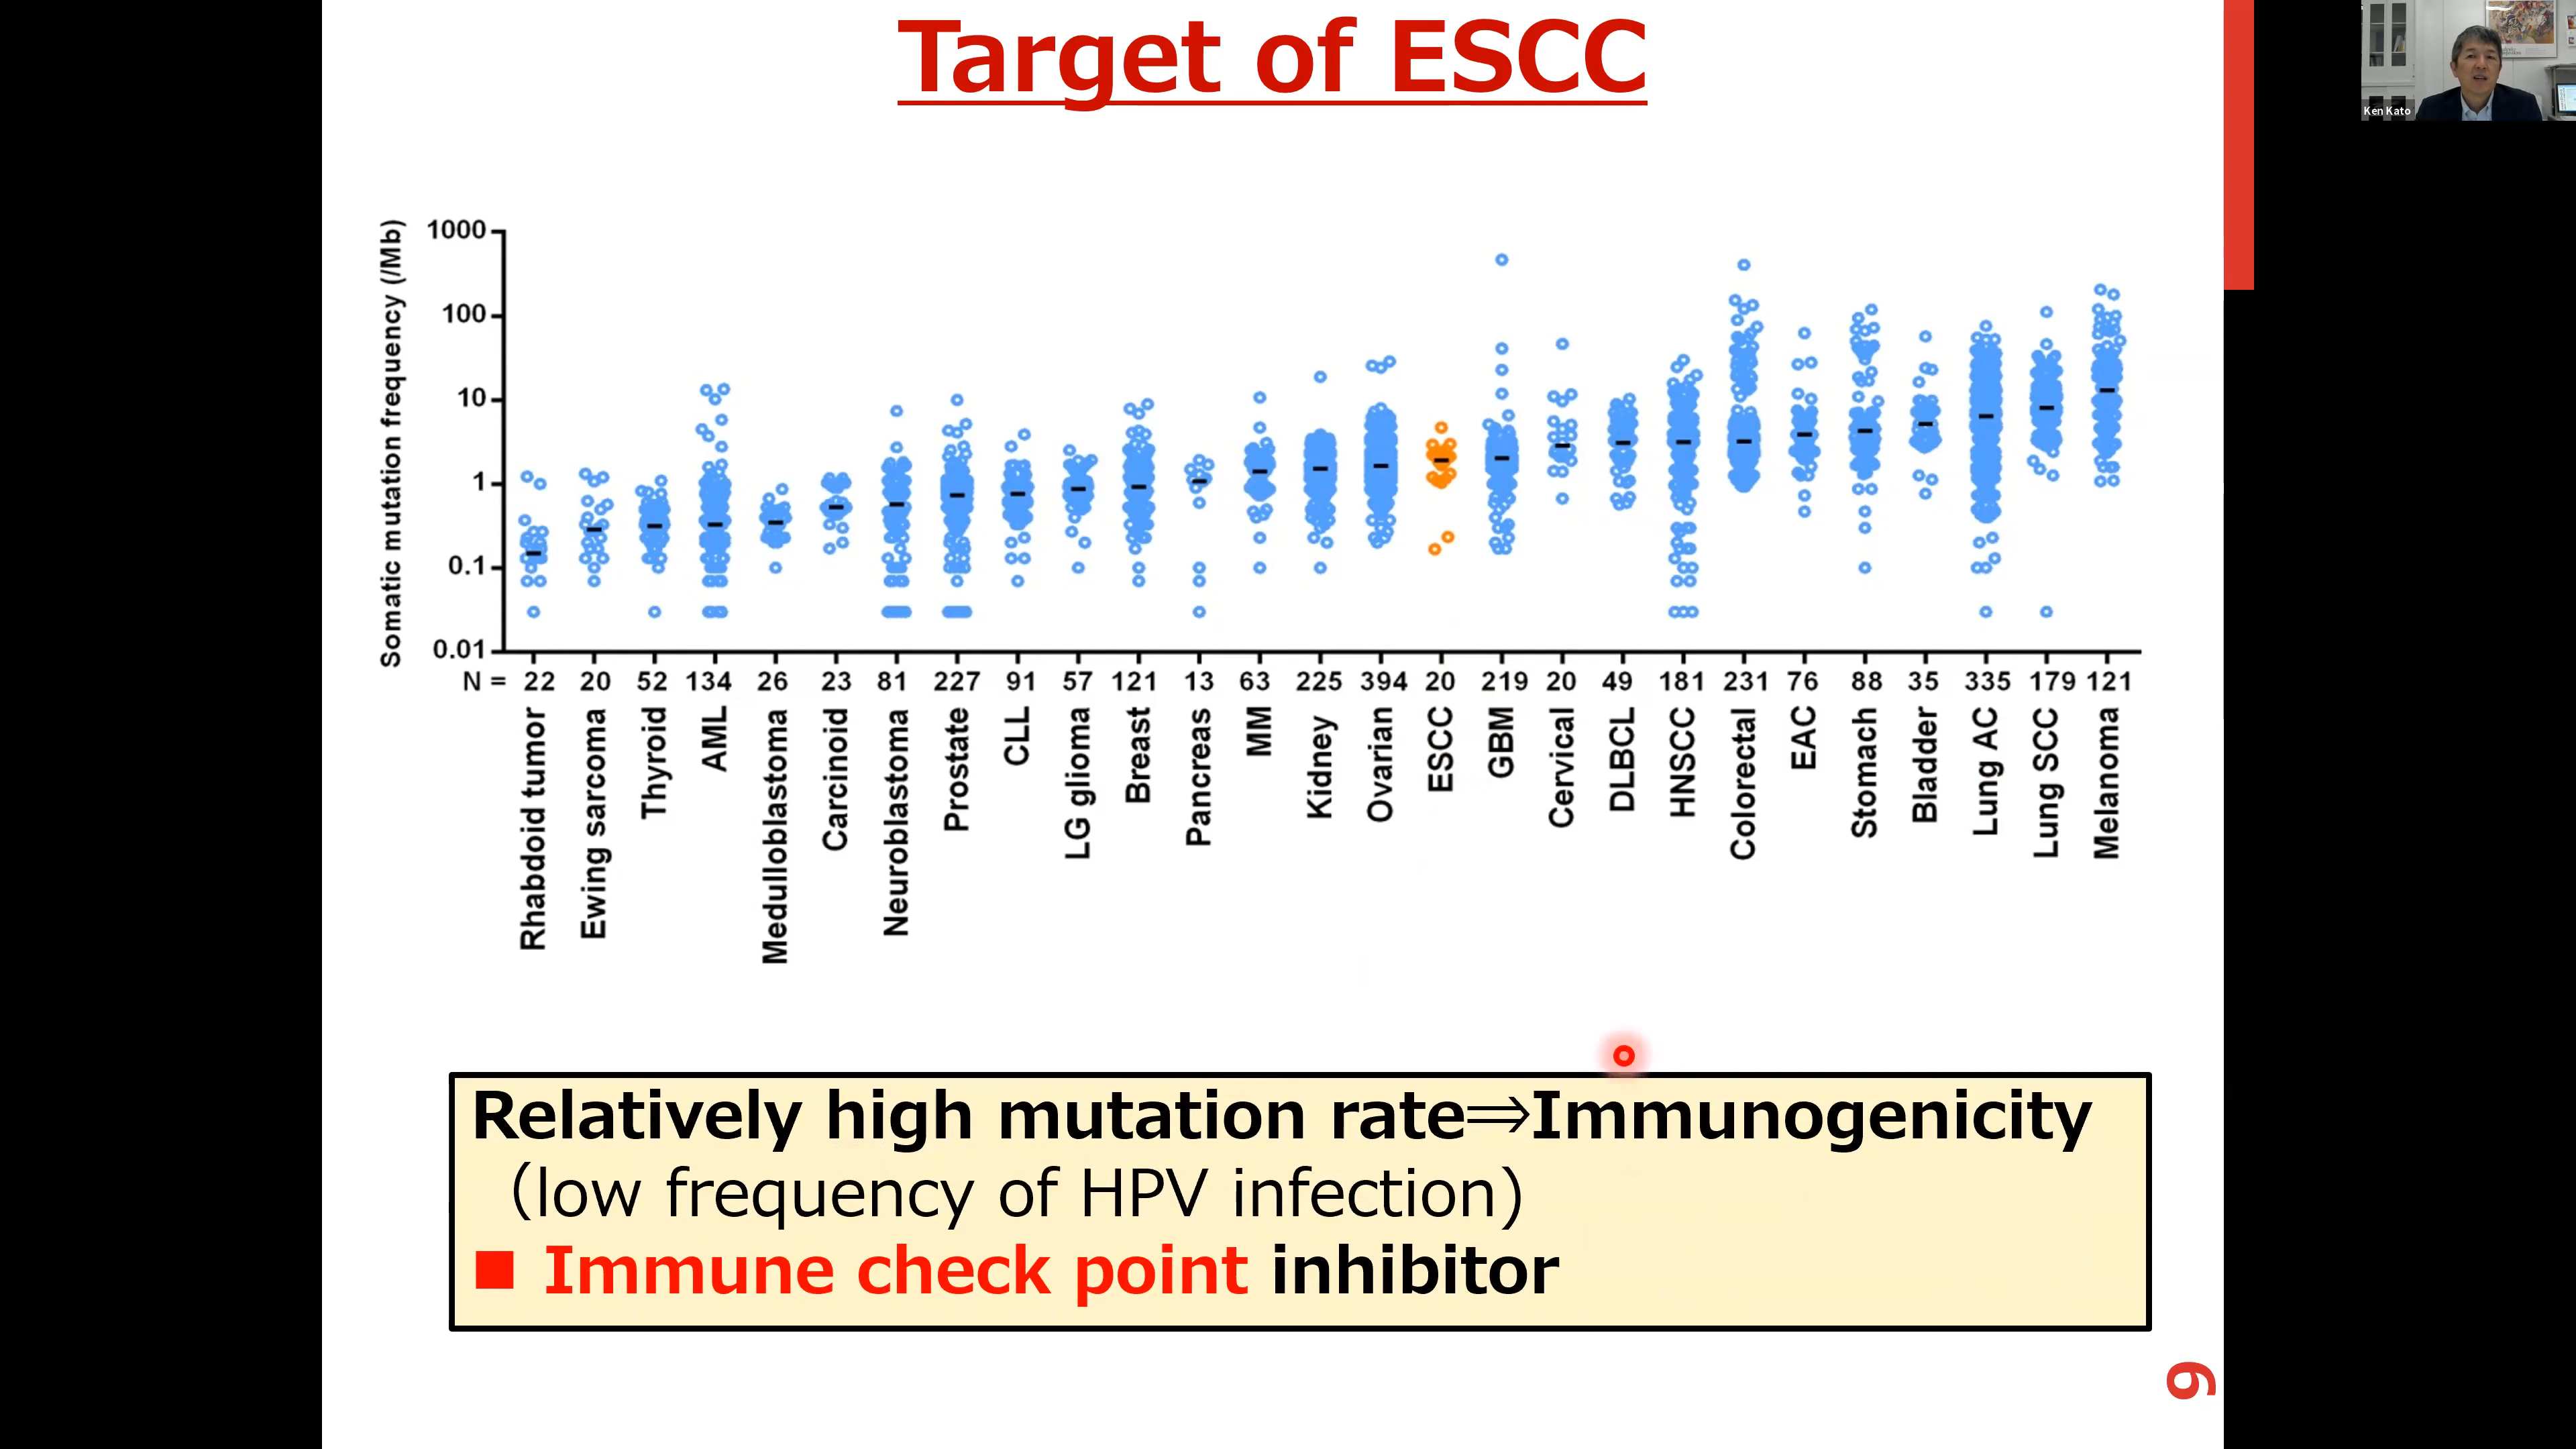 Target of ESCC
Ken Kato
Somatic mutation frequency (/Mb)
1000
100
10
1
0.1
0.01
N = 22 20 52 134 26 23 81 227 91 57 121 13 63 225 394 20 219 20 49 181 231 76 88 35 335 179 121
Rhabdoid tumor
Ewing sarcoma
Thyroid
AML
Medulloblastoma
Carcinoid
Neuroblastoma
Prostate
CLL
LG glioma
Breast
Pancreas
MM
Kidney
Ovarian
ESCC
GBM
Cervical
DLBCL
HNSCC
Colorectal
EAC
Stomach
Bladder
Lung AC
Lung SCC
Melanoma
Relatively high mutation rate⇒Immunogenicity
（low frequency of HPV infection)
■ Immune check point inhibitor
9